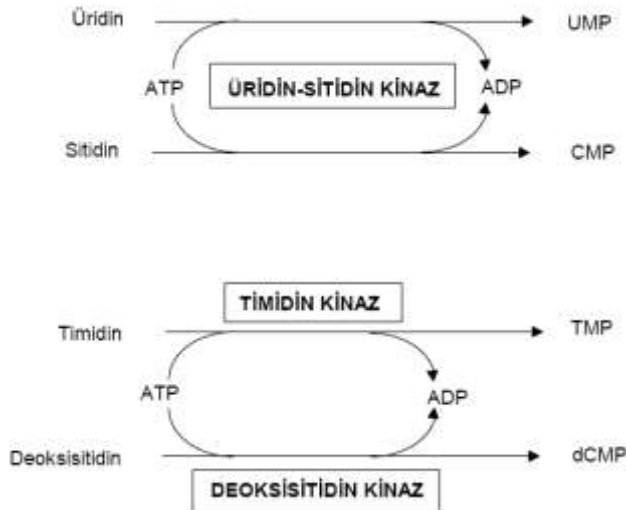 Üridin UMP
ATP ÜRİDİN-SİTİDİN KİNAZ ADP
Sitidin CMP
TİMİDİN KİNAZ
Timidin TMP
ATP ADP
Deoksisitidin dCMP
DEOKSİSİTİDİN KİNAZ